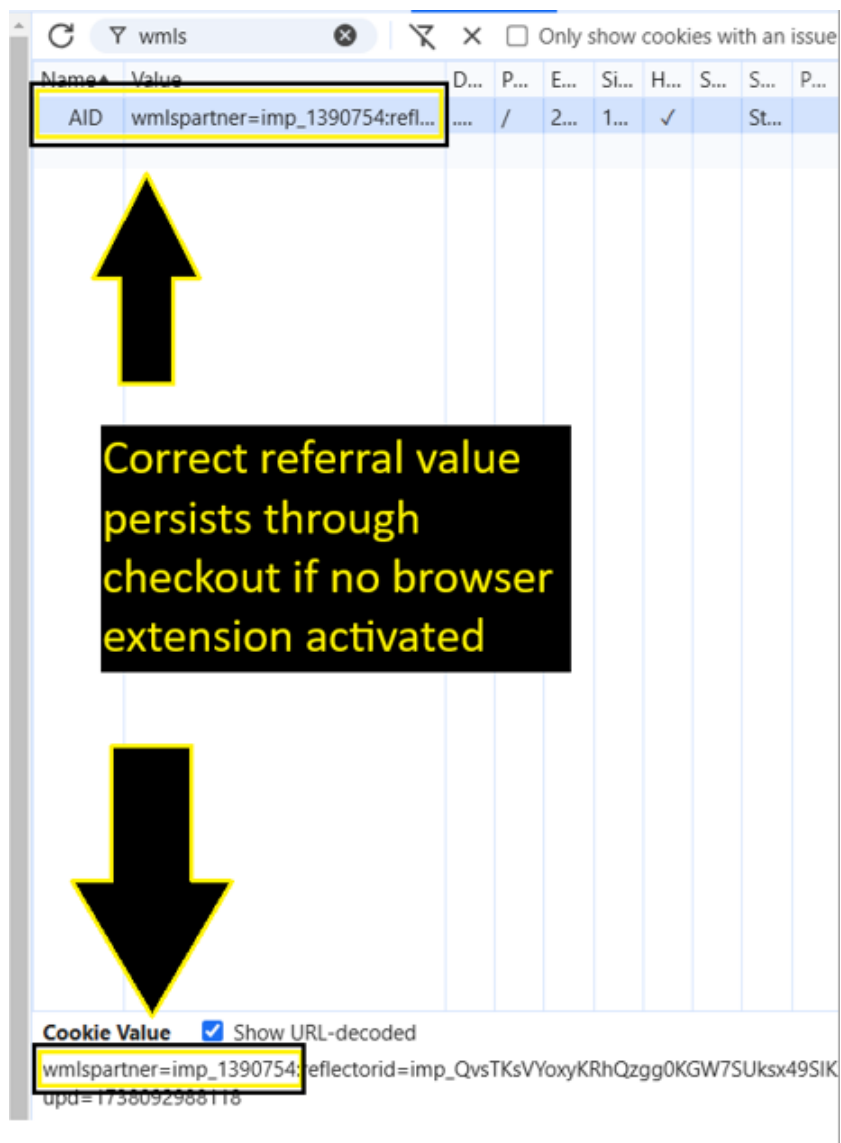 wmls Only show cookies with an issue
Name Value D... P... E... Si... H... S... S... P...
AID wmlspartner=imp_1390754:refl... .... / 2... 1... ✓ St...
Correct referral value
persists through
checkout if no browser
extension activated
Cookie Value Show URL-decoded
wmlspartner=imp_1390754:reflectorid=imp_QvsTKsVYoxyKRhQzgg0KGW7SUksx49SIK
upd=1738092988118